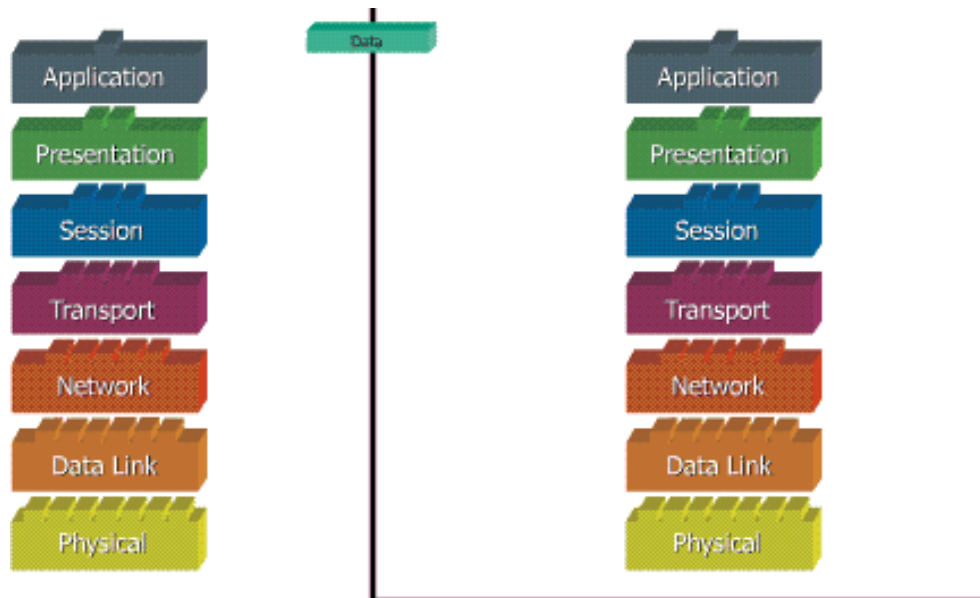 Application
Presentation
Session
Transport
Network
Data Link
Physical
Data
Application
Presentation
Session
Transport
Network
Data Link
Physical